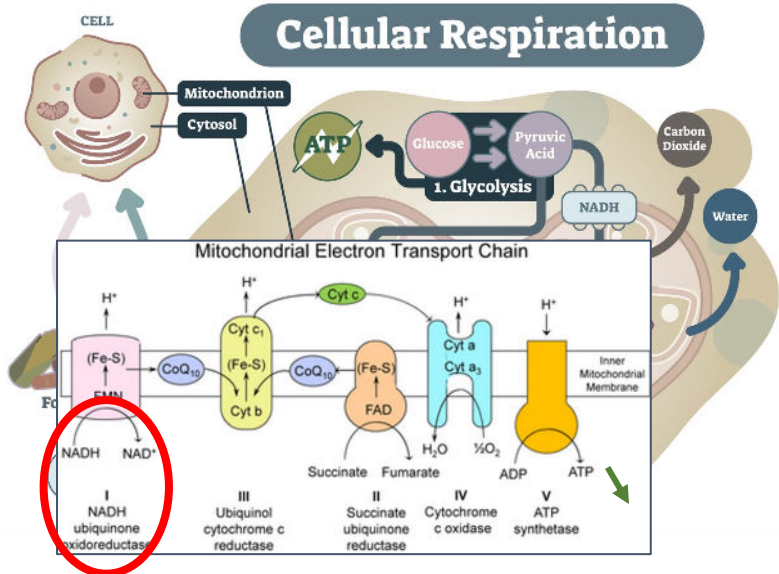 CELL
Cellular Respiration
Mitochondrion
Cytosol
ATP
Glucose
Pyruvic
Acid
1. Glycolysis
NADH
Carbon
Dioxide
Water
Fo
Mitochondrial Electron Transport Chain
H⁺
H⁺
Cyt c
H⁺
H⁺
Cyt c₁
Cyt a
(Fe-S)
CoQ₁₀
(Fe-S)
CoQ₁₀
(Fe-S)
Cyt a₃
Inner
Mitochondrial
Membrane
FMN
Cyt b
FAD
NADH
NAD⁺
H₂O
½O₂
Succinate
Fumarate
ADP
ATP
I
NADH
ubiquinone
oxidoreductase
III
Ubiquinol
cytochrome c
reductase
II
Succinate
ubiquinone
reductase
IV
Cytochrome
c oxidase
V
ATP
synthetase